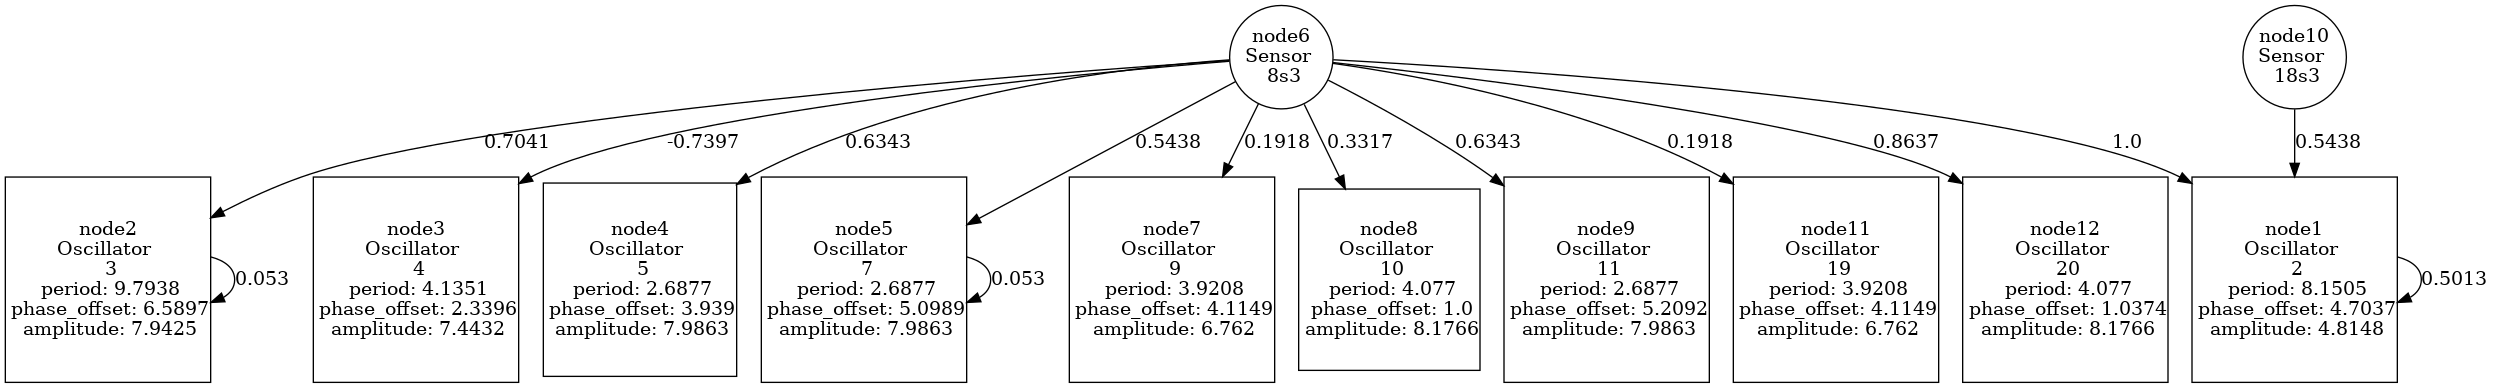 node6
Sensor
8s3
node10
Sensor
18s3
0.7041
-0.7397
0.6343
0.5438
0.1918
0.3317
0.6343
0.1918
0.8637
1.0
0.5438
node2
Oscillator
3
period: 9.7938
phase_offset: 6.5897
amplitude: 7.9425
0.053
node3
Oscillator
4
period: 4.1351
phase_offset: 2.3396
amplitude: 7.4432
node4
Oscillator
5
period: 2.6877
phase_offset: 3.939
amplitude: 7.9863
node5
Oscillator
7
period: 2.6877
phase_offset: 5.0989
amplitude: 7.9863
0.053
node7
Oscillator
9
period: 3.9208
phase_offset: 4.1149
amplitude: 6.762
node8
Oscillator
10
period: 4.077
phase_offset: 1.0
amplitude: 8.1766
node9
Oscillator
11
period: 2.6877
phase_offset: 5.2092
amplitude: 7.9863
node11
Oscillator
19
period: 3.9208
phase_offset: 4.1149
amplitude: 6.762
node12
Oscillator
20
period: 4.077
phase_offset: 1.0374
amplitude: 8.1766
node1
Oscillator
2
period: 8.1505
phase_offset: 4.7037
amplitude: 4.8148
0.5013